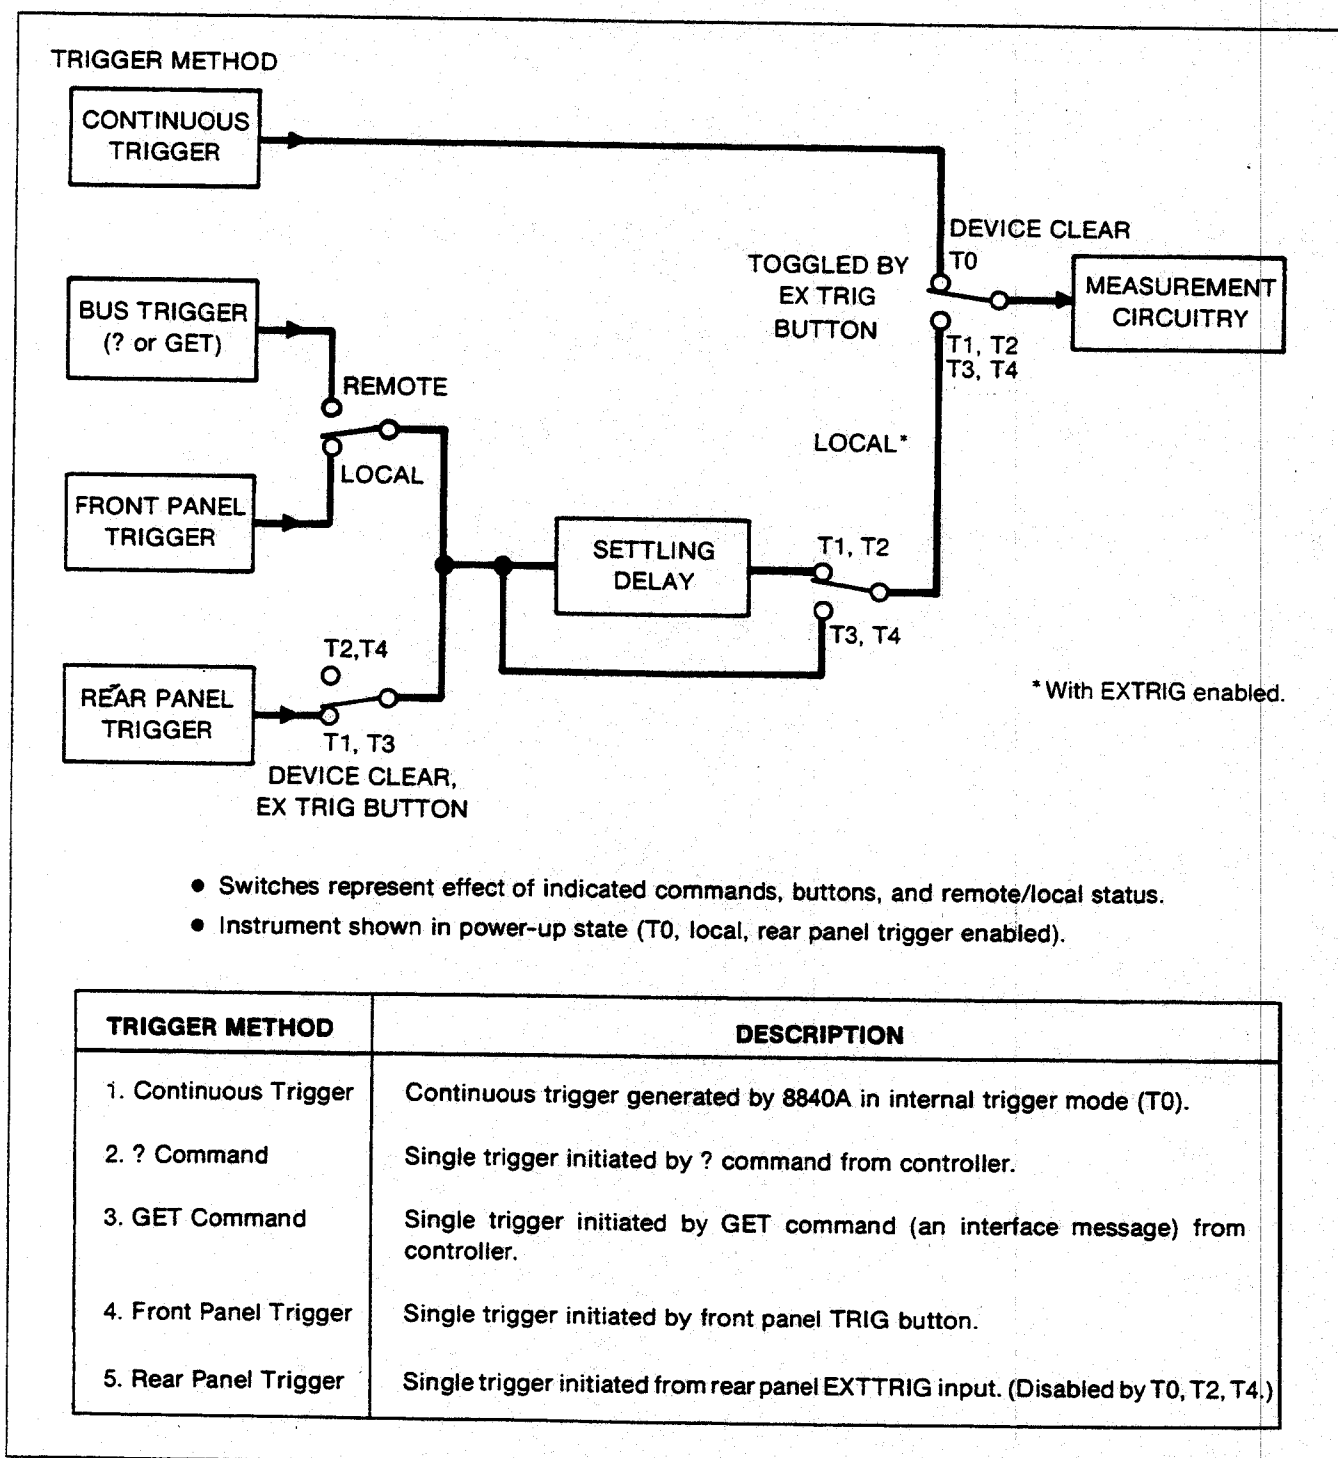 TRIGGER METHOD
CONTINUOUS
TRIGGER
DEVICE CLEAR
T0
TOGGLED BY
EX TRIG
BUTTON
MEASUREMENT
CIRCUITRY
T1, T2
T3, T4
BUS TRIGGER
(? or GET)
REMOTE
LOCAL
LOCAL*
FRONT PANEL
TRIGGER
SETTLING
DELAY
T1, T2
T3, T4
T2,T4
REAR PANEL
TRIGGER
T1, T3
DEVICE CLEAR,
EX TRIG BUTTON
*With EXTRIG enabled.
● Switches represent effect of indicated commands, buttons, and remote/local status.
● Instrument shown in power-up state (T0, local, rear panel trigger enabled).
TRIGGER METHOD DESCRIPTION
1. Continuous Trigger Continuous trigger generated by 8840A in internal trigger mode (T0).
2. ? Command Single trigger initiated by ? command from controller.
3. GET Command Single trigger initiated by GET command (an interface message) from
controller.
4. Front Panel Trigger Single trigger initiated by front panel TRIG button.
5. Rear Panel Trigger Single trigger initiated from rear panel EXTTRIG input. (Disabled by T0, T2, T4.)